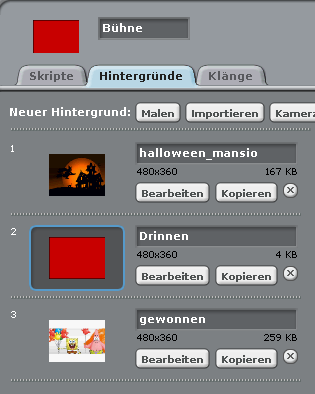 Bühne
Skripte Hintergründe Klänge
Neuer Hintergrund: Malen Importieren Kamera
1
halloween_mansio
480x360 167 KB
Bearbeiten Kopieren
2
Drinnen
480x360 4 KB
Bearbeiten Kopieren
3
gewonnen
480x360 259 KB
Bearbeiten Kopieren